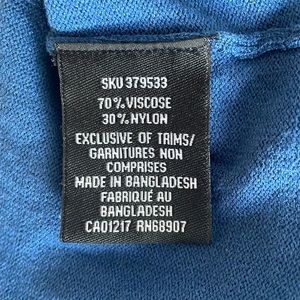 SKU 379533
70% VISCOSE
30% NYLON
EXCLUSIVE OF TRIMS/
GARNITURES NON
COMPRISES
MADE IN BANGLADESH
FABRIQUÉ AU
BANGLADESH
CA01217 RN68907